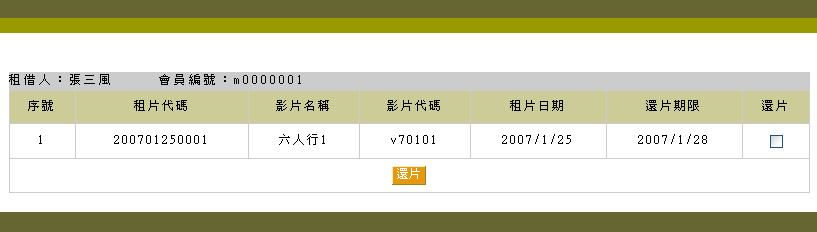 租借人：張三風 會員編號：m0000001
序號 租片代碼 影片名稱 影片代碼 租片日期 還片期限 還片
1 200701250001 六人行1 v70101 2007/1/25 2007/1/28
還片